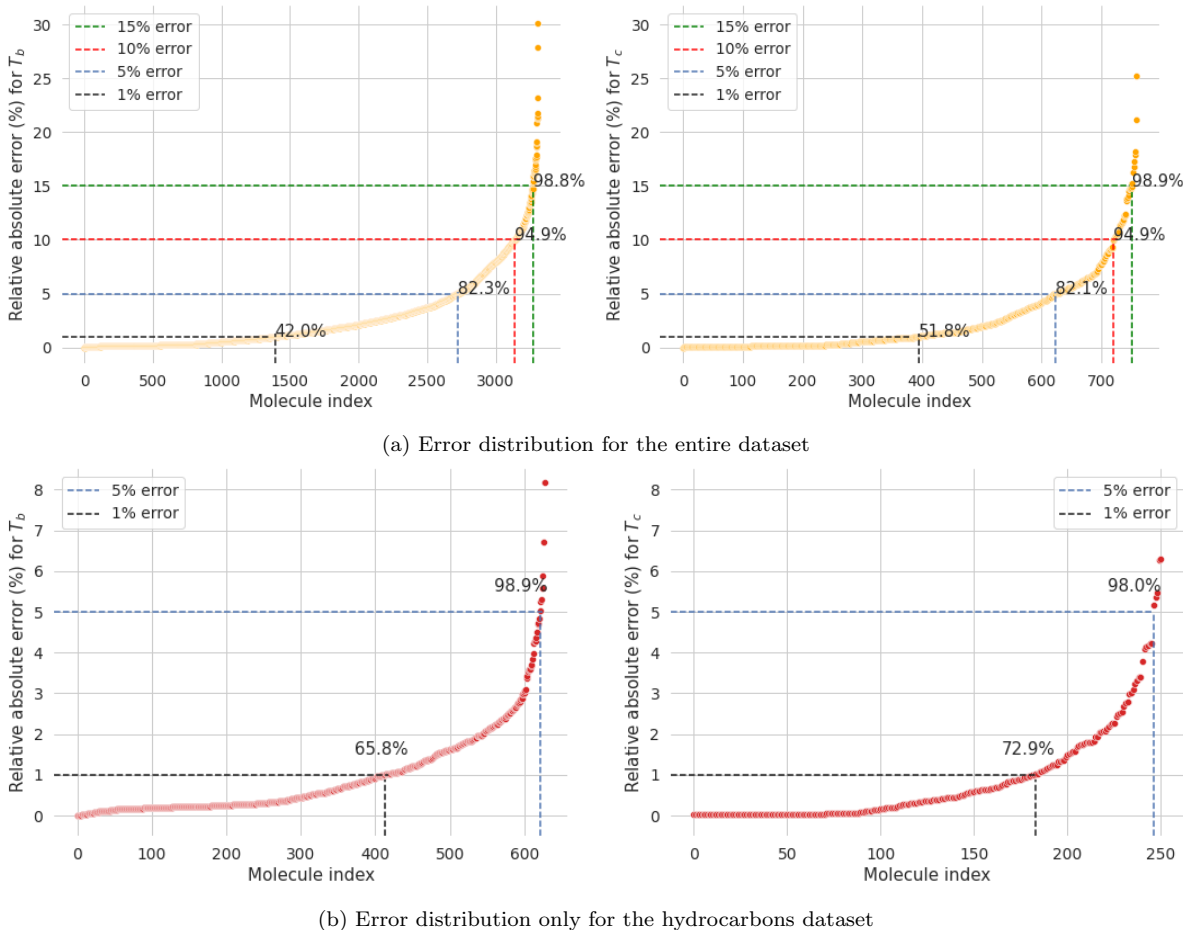 15% error
10% error
5% error
1% error
Relative absolute error (%) for T_b
30
25
20
15
10
5
0
98.8%
94.9%
82.3%
42.0%
0 500 1000 1500 2000 2500 3000
Molecule index
15% error
10% error
5% error
1% error
Relative absolute error (%) for T_c
30
25
20
15
10
5
0
98.9%
94.9%
82.1%
51.8%
0 100 200 300 400 500 600 700
Molecule index
(a) Error distribution for the entire dataset
5% error
1% error
Relative absolute error (%) for T_b
8
7
6
5
4
3
2
1
0
98.9%
65.8%
0 100 200 300 400 500 600
Molecule index
5% error
1% error
Relative absolute error (%) for T_c
8
7
6
5
4
3
2
1
0
98.0%
72.9%
0 50 100 150 200 250
Molecule index
(b) Error distribution only for the hydrocarbons dataset